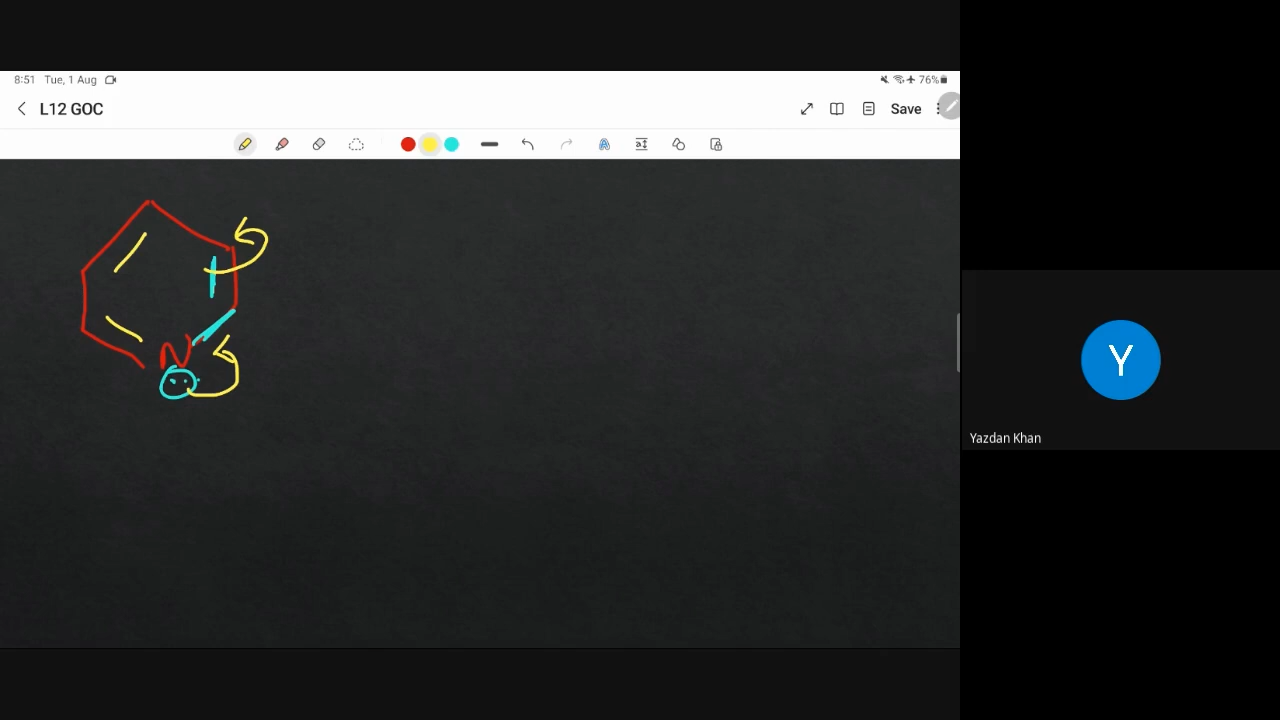 8:51 Tue, 1 Aug 76%
L12 GOC Save
A a
N
Y
Yazdan Khan